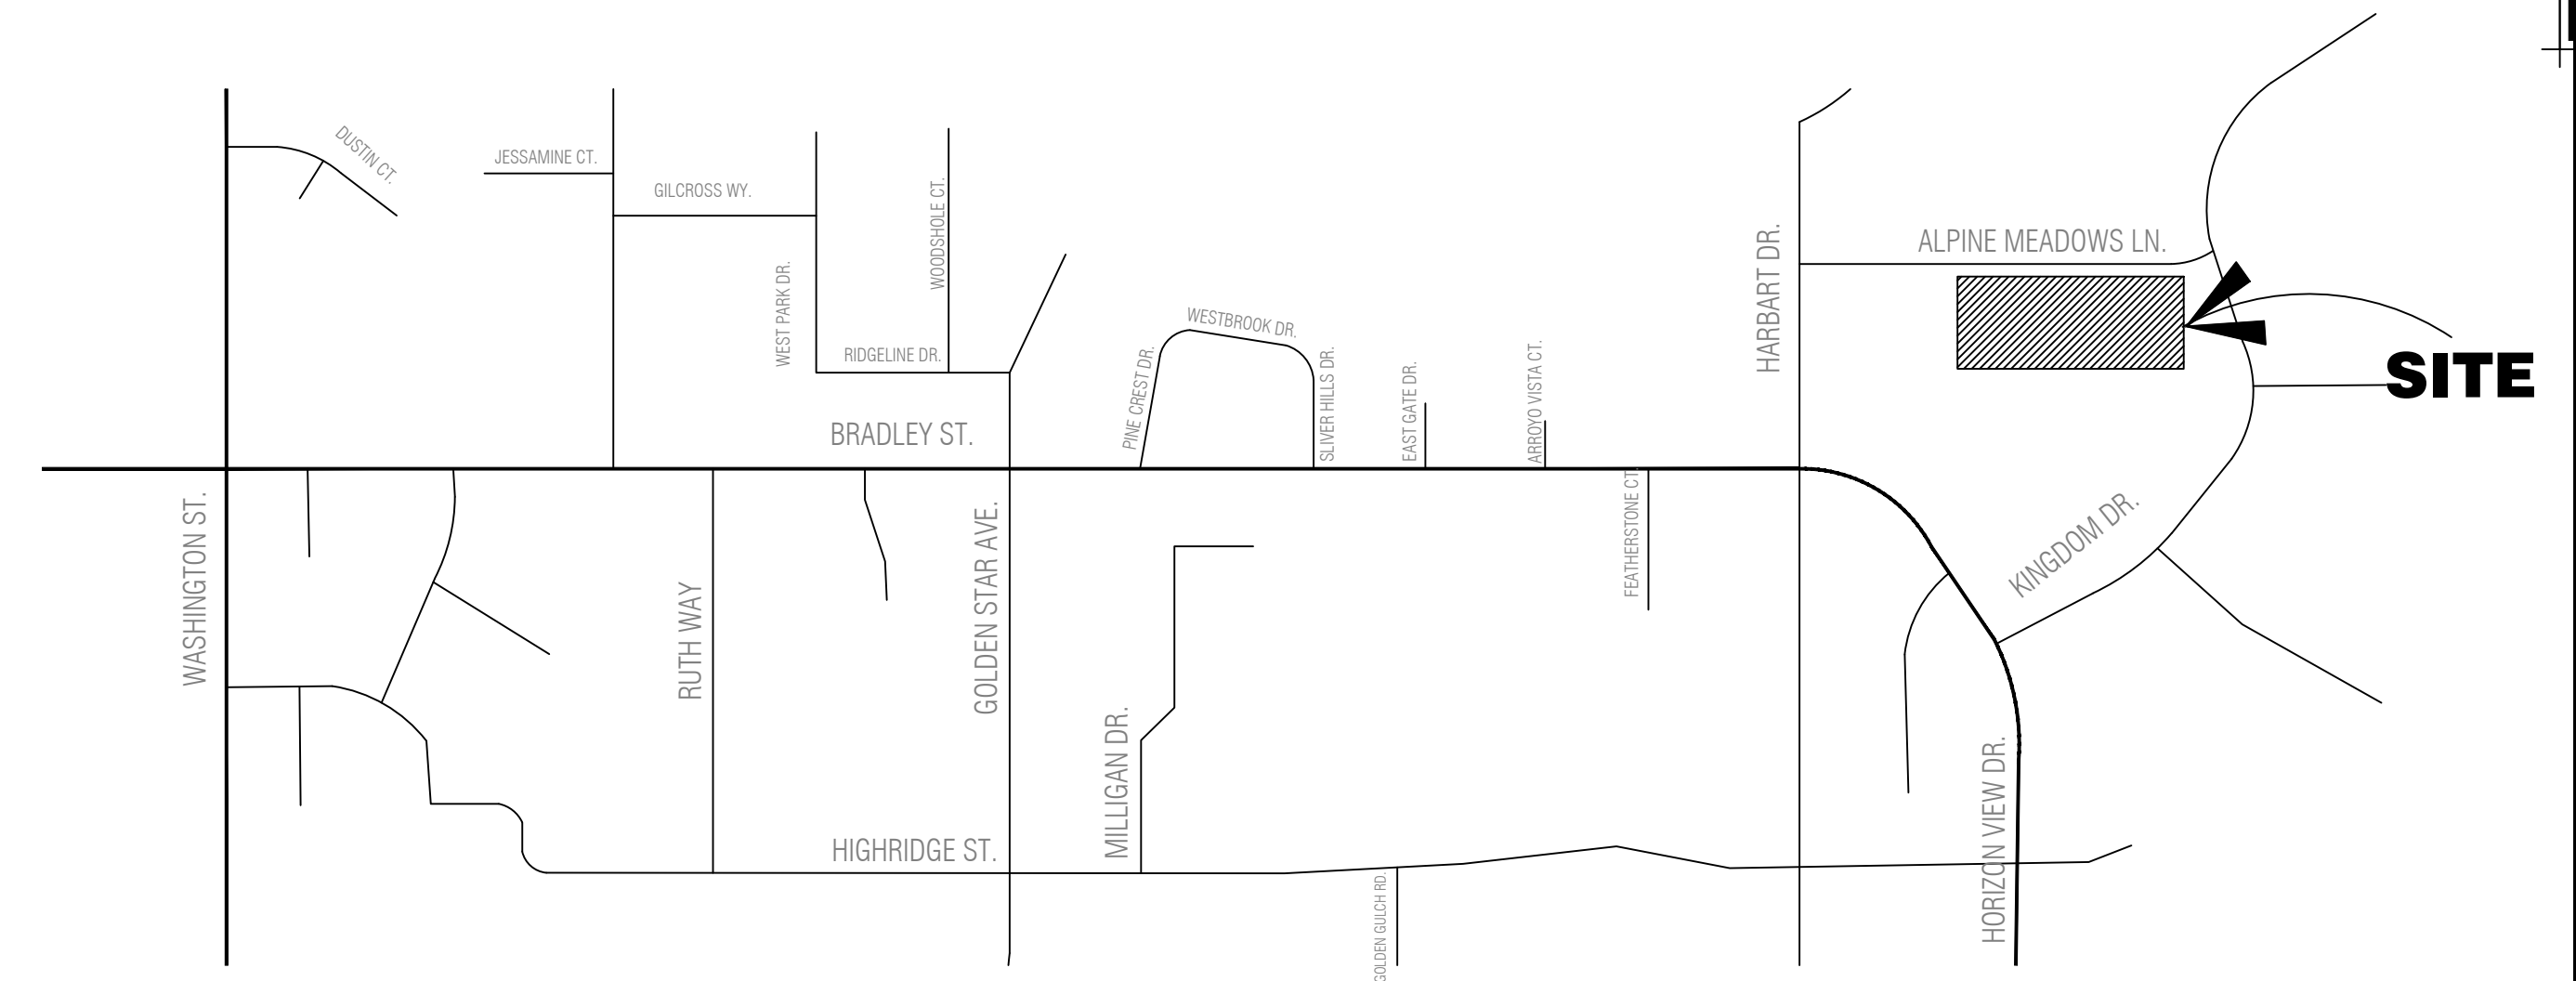 DUSTIN CT.
JESSAMINE CT.
GILCROSS WY.
WEST PARK DR.
WOODSHOLE CT.
RIDGELINE DR.
BRADLEY ST.
PINE CREST DR.
WESTBROOK DR.
SLIVER HILLS DR.
EAST GATE DR.
ARROYO VISTA CT.
HARBART DR.
ALPINE MEADOWS LN.
SITE
WASHINGTON ST.
RUTH WAY
GOLDEN STAR AVE.
MILLIGAN DR.
FEATHERSTONE CT.
KINGDOM DR.
HORIZON VIEW DR.
HIGHRIDGE ST.
GOLDEN GULCH RD.